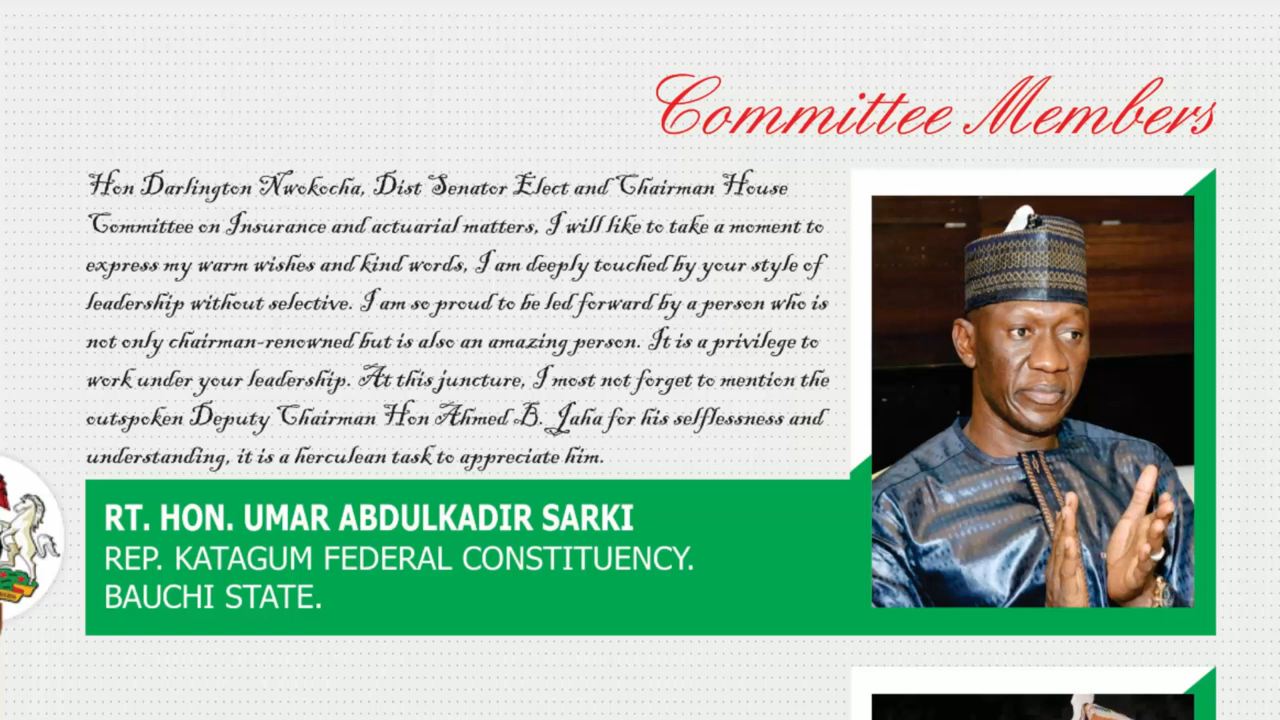 Committee Members
Hon Darlington Nwokocha, Dist Senator Elect and Chairman House
Committee on Insurance and actuarial matters, I will like to take a moment to
express my warm wishes and kind words, I am deeply touched by your style of
leadership without selective. I am so proud to be led forward by a person who is
not only chairman-renowned but is also an amazing person. It is a privilege to
work under your leadership. At this juncture, I most not forget to mention the
outspoken Deputy Chairman Hon Ahmed B. Jaha for his selflessness and
understanding, it is a herculean task to appreciate him.
RT. HON. UMAR ABDULKADIR SARKI
REP. KATAGUM FEDERAL CONSTITUENCY.
BAUCHI STATE.